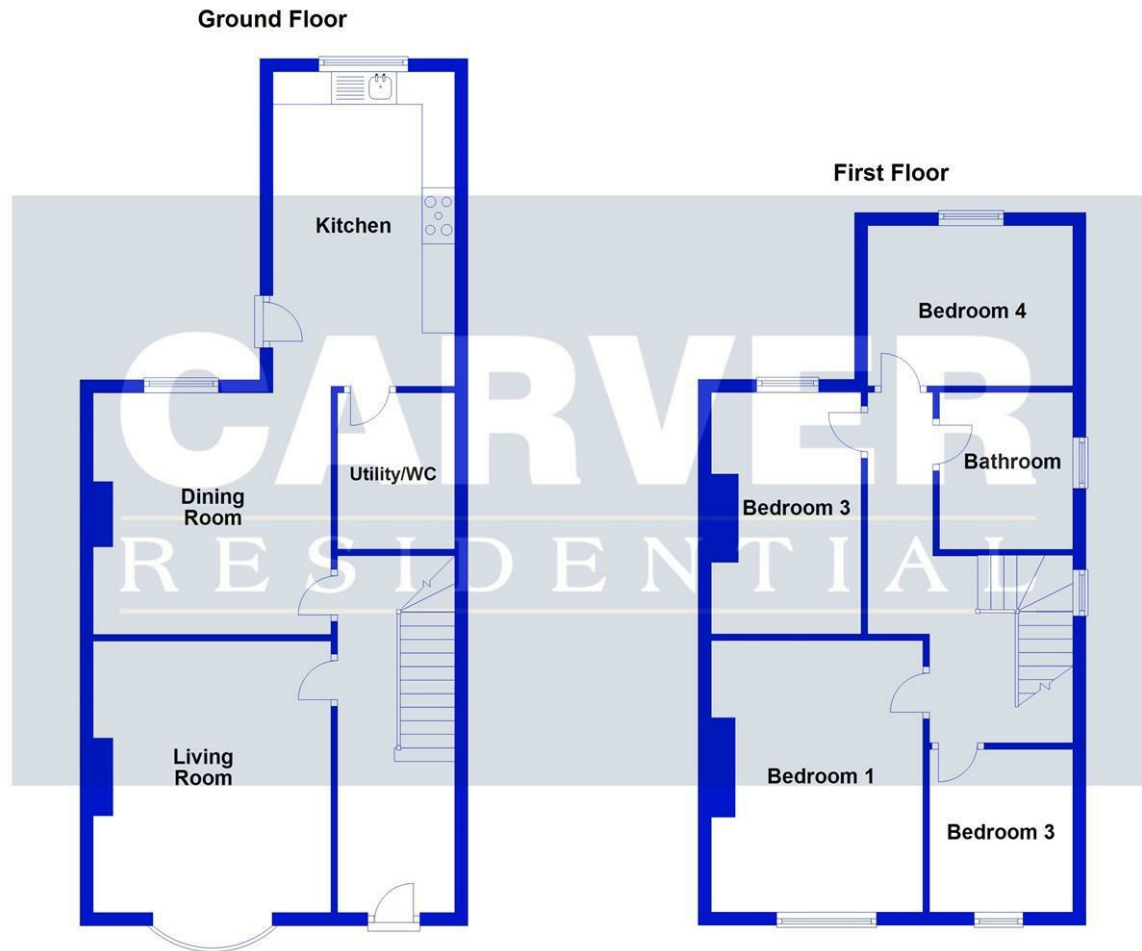 Ground Floor
Kitchen
Utility/WC
Dining
Room
Living
Room
First Floor
Bedroom 4
Bathroom
Bedroom 3
Bedroom 1
Bedroom 3
CARVER
RESIDENTIAL